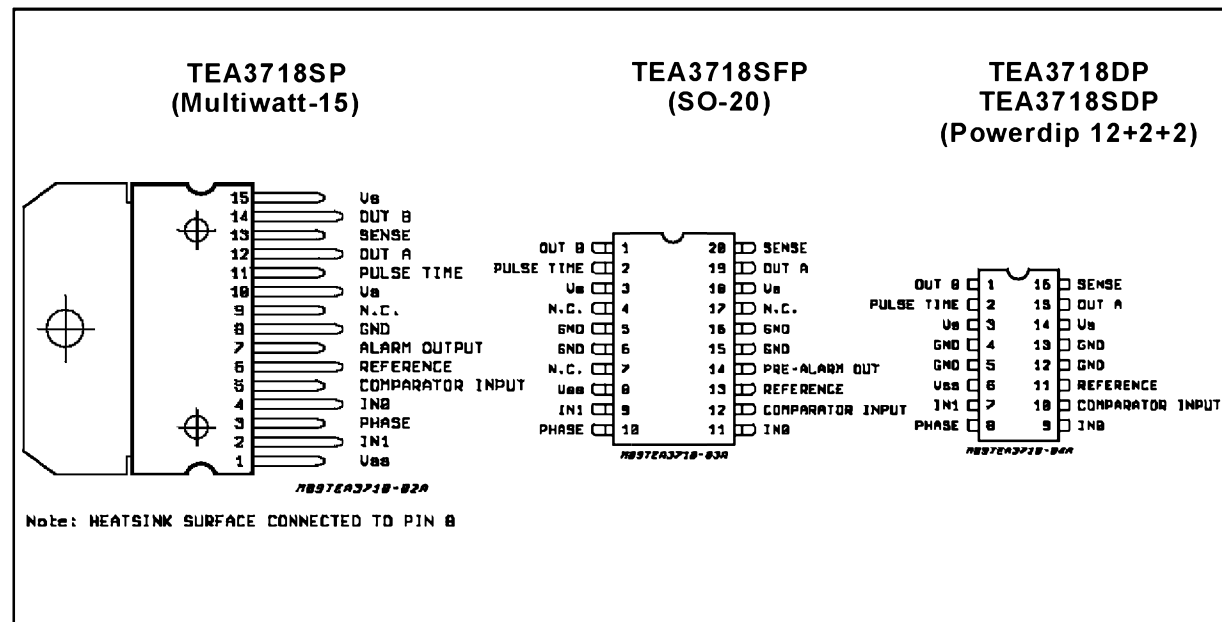 TEA3718SP
(Multiwatt-15)
15 Vs
14 OUT B
13 SENSE
12 OUT A
11 PULSE TIME
10 Vs
9 N.C.
8 GND
7 ALARM OUTPUT
6 REFERENCE
5 COMPARATOR INPUT
4 IN0
3 PHASE
2 IN1
1 Vss
M89TEA3718-02A
Note: HEATSINK SURFACE CONNECTED TO PIN 8
TEA3718SFP
(SO-20)
OUT B 1 20 SENSE
PULSE TIME 2 19 OUT A
Vs 3 18 Vs
N.C. 4 17 N.C.
GND 5 16 GND
GND 6 15 GND
N.C. 7 14 PRE-ALARM OUT
Vss 8 13 REFERENCE
IN1 9 12 COMPARATOR INPUT
PHASE 10 11 IN0
M89TEA3718-03A
TEA3718DP
TEA3718SDP
(Powerdip 12+2+2)
OUT B 1 16 SENSE
PULSE TIME 2 15 OUT A
Vs 3 14 Vs
GND 4 13 GND
GND 5 12 GND
Vss 6 11 REFERENCE
IN1 7 10 COMPARATOR INPUT
PHASE 8 9 IN0
M89TEA3718-04A